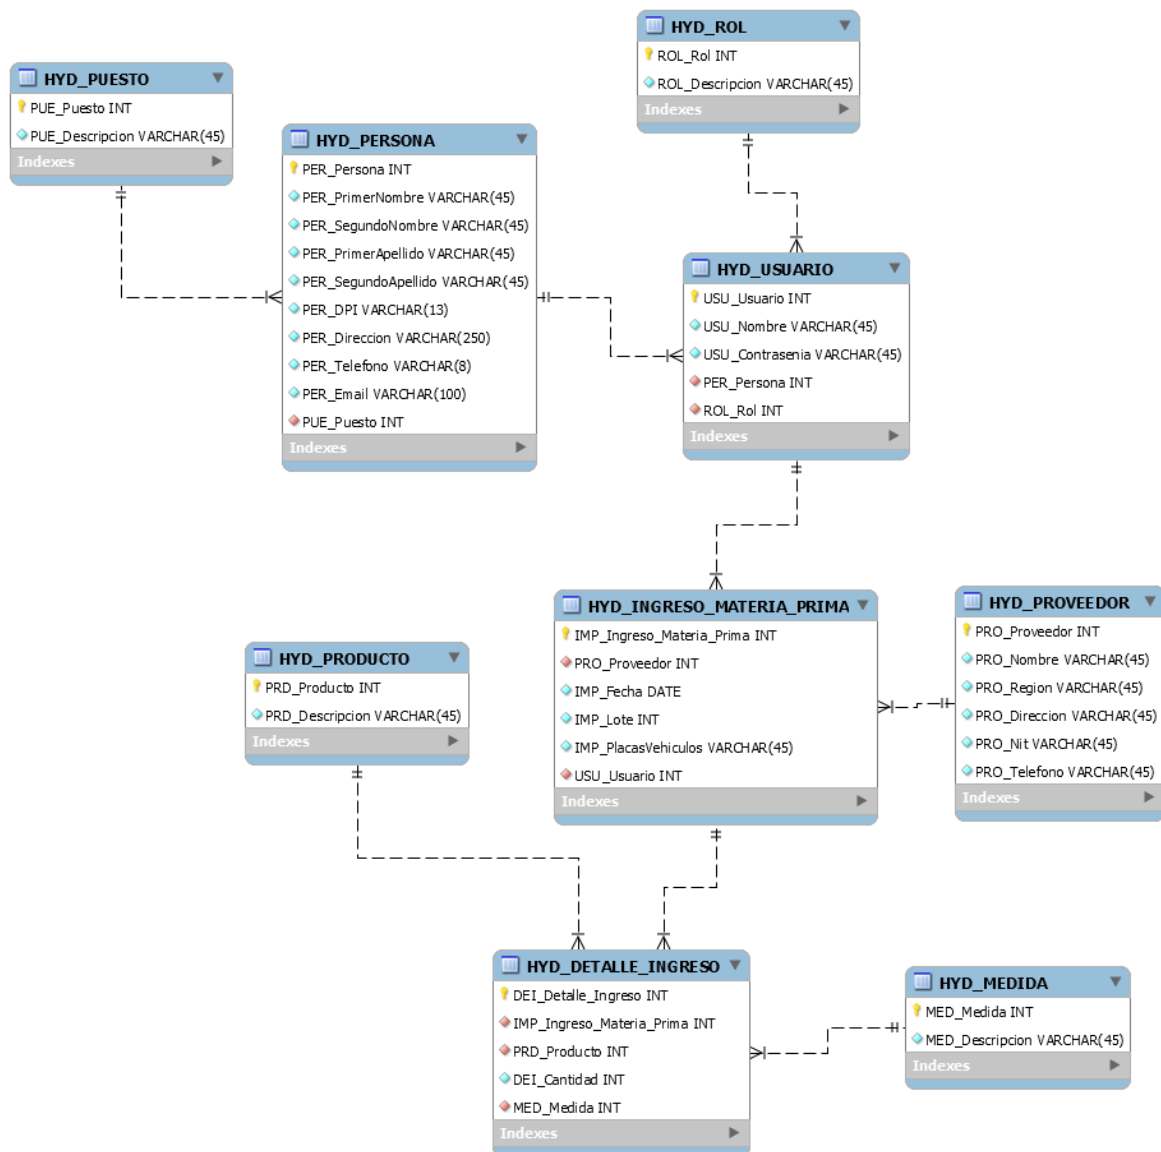 HYD_ROL
ROL_Rol INT
ROL_Descripcion VARCHAR(45)
Indexes
HYD_PUESTO
PUE_Puesto INT
PUE_Descripcion VARCHAR(45)
Indexes
HYD_PERSONA
PER_Persona INT
PER_PrimerNombre VARCHAR(45)
PER_SegundoNombre VARCHAR(45)
PER_PrimerApellido VARCHAR(45)
PER_SegundoApellido VARCHAR(45)
PER_DPI VARCHAR(13)
PER_Direccion VARCHAR(250)
PER_Telefono VARCHAR(8)
PER_Email VARCHAR(100)
PUE_Puesto INT
Indexes
HYD_USUARIO
USU_Usuario INT
USU_Nombre VARCHAR(45)
USU_Contrasenia VARCHAR(45)
PER_Persona INT
ROL_Rol INT
Indexes
HYD_INGRESO_MATERIA_PRIMA
IMP_Ingreso_Materia_Prima INT
PRO_Proveedor INT
IMP_Fecha DATE
IMP_Lote INT
IMP_PlacasVehiculos VARCHAR(45)
USU_Usuario INT
Indexes
HYD_PROVEEDOR
PRO_Proveedor INT
PRO_Nombre VARCHAR(45)
PRO_Region VARCHAR(45)
PRO_Direccion VARCHAR(45)
PRO_Nit VARCHAR(45)
PRO_Telefono VARCHAR(45)
Indexes
HYD_PRODUCTO
PRD_Producto INT
PRD_Descripcion VARCHAR(45)
Indexes
HYD_DETALLE_INGRESO
DEI_Detalle_Ingreso INT
IMP_Ingreso_Materia_Prima INT
PRD_Producto INT
DEI_Cantidad INT
MED_Medida INT
Indexes
HYD_MEDIDA
MED_Medida INT
MED_Descripcion VARCHAR(45)
Indexes